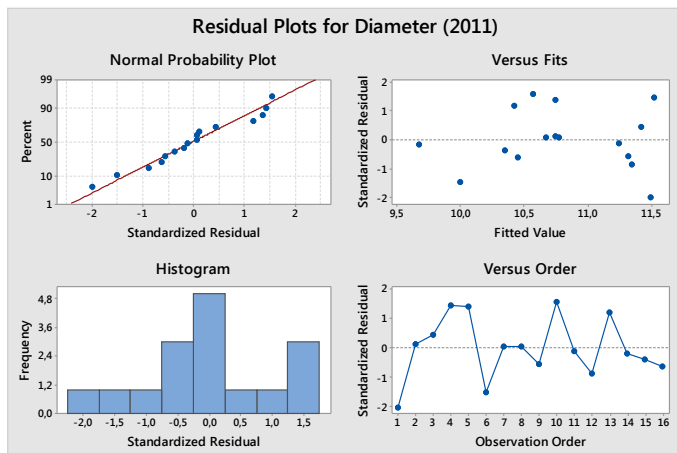 Residual Plots for Diameter (2011)
Normal Probability Plot
99
90
50
10
1
Percent
-2 -1 0 1 2
Standardized Residual
Versus Fits
2
1
0
-1
-2
Standardized Residual
9,5 10,0 10,5 11,0 11,5
Fitted Value
Histogram
4,8
3,6
2,4
1,2
0,0
Frequency
-2,0 -1,5 -1,0 -0,5 0,0 0,5 1,0 1,5
Standardized Residual
Versus Order
2
1
0
-1
-2
Standardized Residual
1 2 3 4 5 6 7 8 9 10 11 12 13 14 15 16
Observation Order